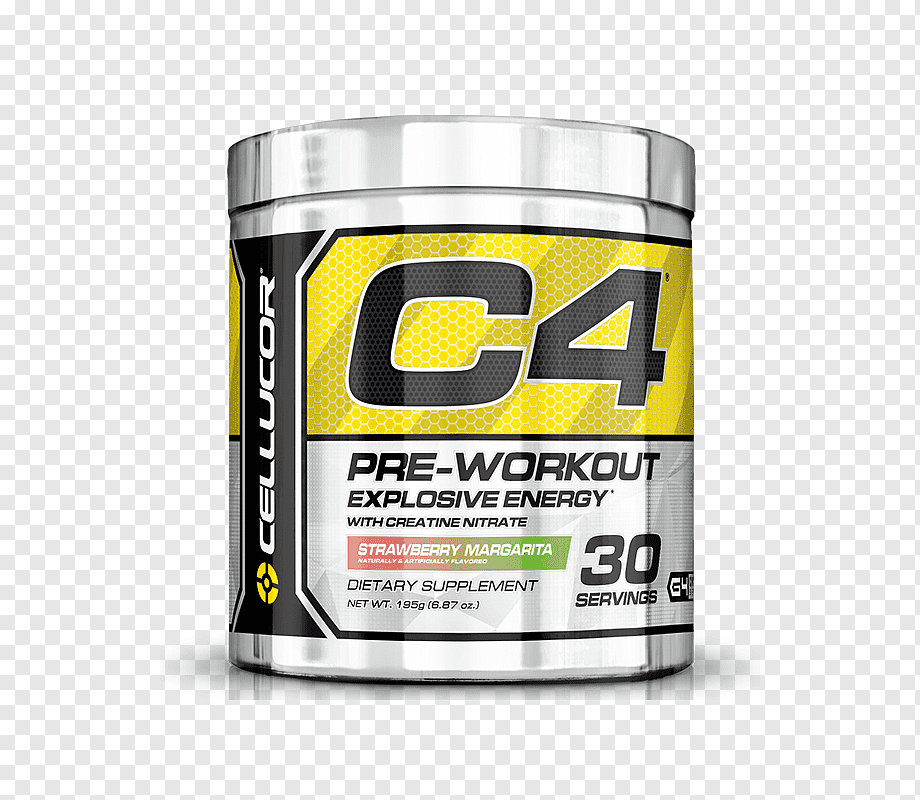 CELLUCOR®
C4®
PRE-WORKOUT
EXPLOSIVE ENERGY*
WITH CREATINE NITRATE
STRAWBERRY MARGARITA
NATURALLY & ARTIFICIALLY FLAVORED
DIETARY SUPPLEMENT
NET WT. 195g (6.87 oz.)
30
SERVINGS
G4